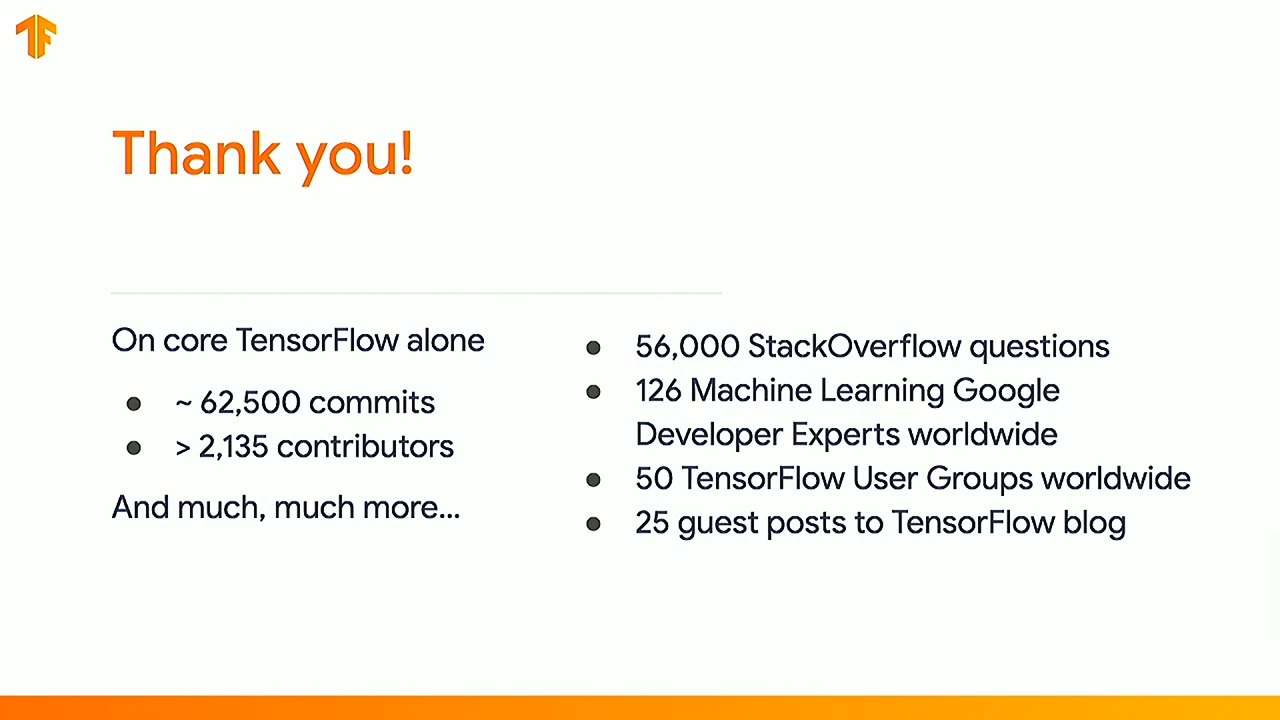 Thank you!
On core TensorFlow alone
● ~ 62,500 commits
● > 2,135 contributors
And much, much more...
● 56,000 StackOverflow questions
● 126 Machine Learning Google
Developer Experts worldwide
● 50 TensorFlow User Groups worldwide
● 25 guest posts to TensorFlow blog